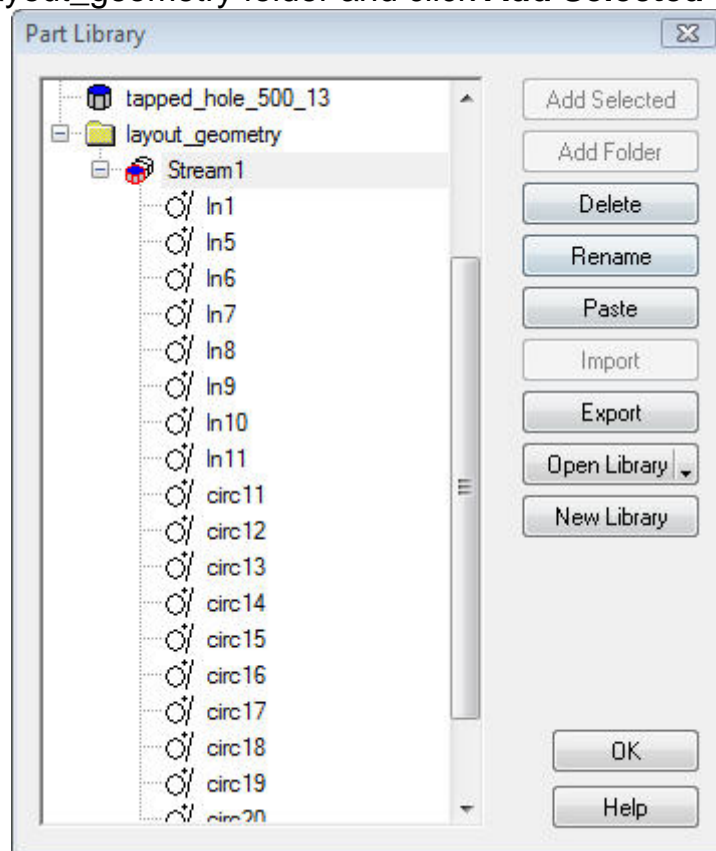 yout_geometry folder and click Add Selected
Part Library
tapped_hole_500_13
layout_geometry
Stream1
ln1
ln5
ln6
ln7
ln8
ln9
ln10
ln11
circ11
circ12
circ13
circ14
circ15
circ16
circ17
circ18
circ19
circ20
Add Selected
Add Folder
Delete
Rename
Paste
Import
Export
Open Library
New Library
OK
Help